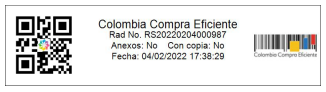 Colombia Compra Eficiente
Rad No. RS20220204000987
Anexos: No Con copia: No
Fecha: 04/02/2022 17:38:29
Colombia Compra Eficiente